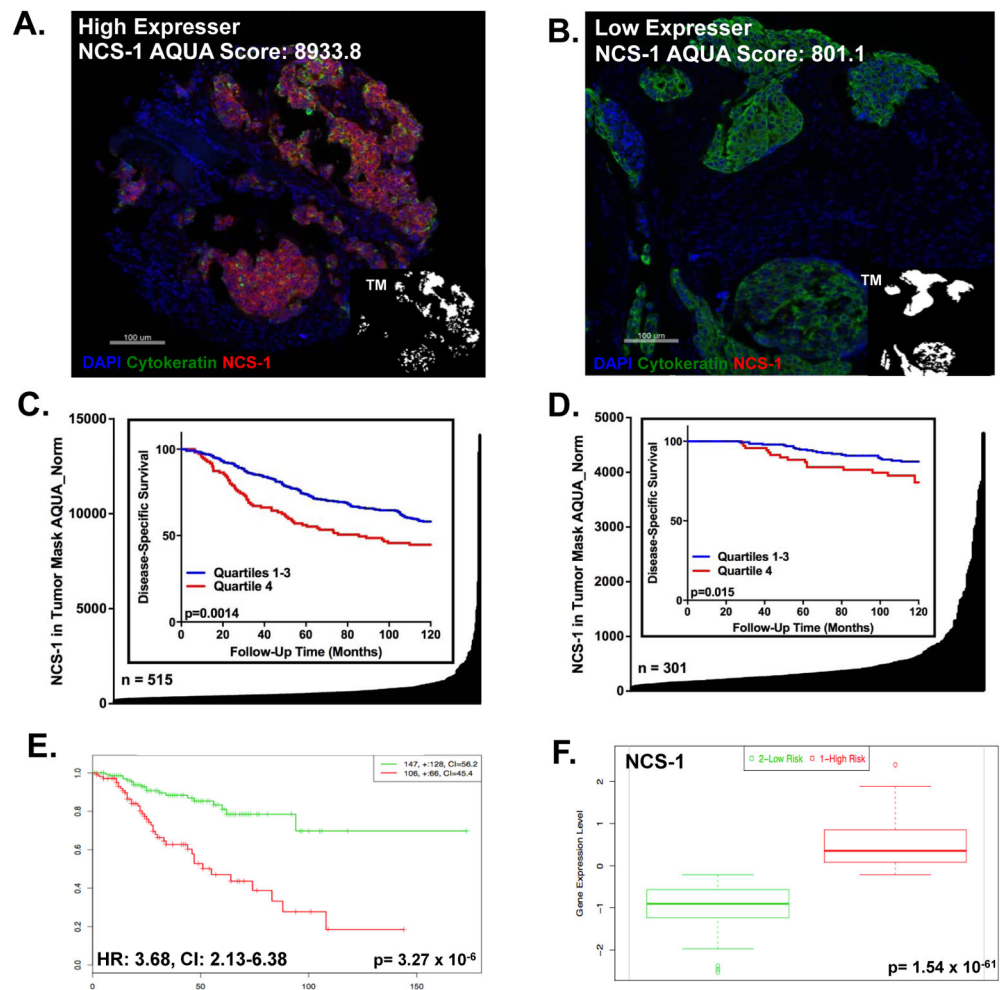 A.
High Expresser
NCS-1 AQUA Score: 8933.8
TM
100 um
DAPI Cytokeratin NCS-1
B.
Low Expresser
NCS-1 AQUA Score: 801.1
TM
100 um
DAPI Cytokeratin NCS-1
C.
NCS-1 in Tumor Mask AQUA_Norm
15000
10000
5000
0
Disease-Specific Survival
100
50
0
Quartiles 1-3
Quartile 4
p=0.0014
0 20 40 60 80 100 120
Follow-Up Time (Months)
n = 515
D.
NCS-1 in Tumor Mask AQUA_Norm
5000
4000
3000
2000
1000
0
Disease-Specific Survival
100
50
0
Quartiles 1-3
Quartile 4
p=0.015
0 20 40 60 80 100 120
Follow-Up Time (Months)
n = 301
E.
147, +:128, CI=56.2
106, +:66, CI=45.4
1.0
0.8
0.6
0.4
0.2
0.0
HR: 3.68, CI: 2.13-6.38
p= 3.27 x 10-6
0 50 100 150
F.
NCS-1
2−Low Risk 1−High Risk
Gene Expression Level
2
1
0
−1
−2
p= 1.54 x 10-61